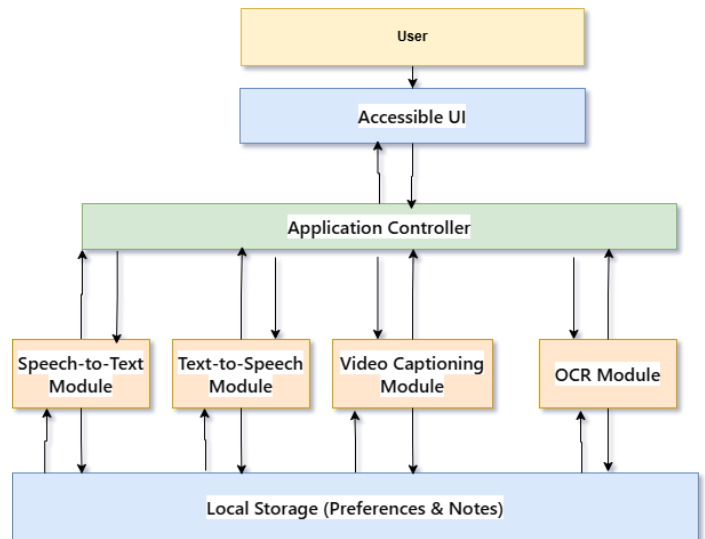 User
Accessible UI
Application Controller
Speech-to-Text
Module
Text-to-Speech
Module
Video Captioning
Module
OCR Module
Local Storage (Preferences & Notes)